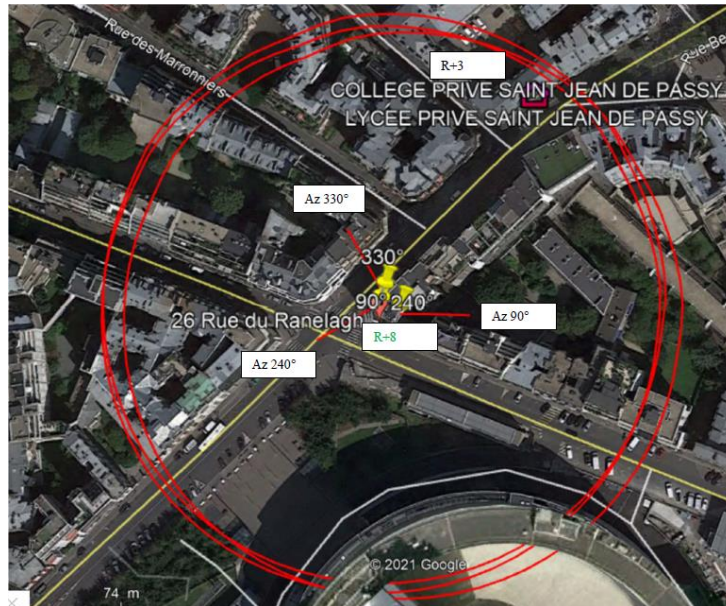 Rue des Marronniers
R+3
Rue-Be
COLLEGE PRIVE SAINT JEAN DE PASSY
LYCEE PRIVE SAINT JEAN DE PASSY
Az 330°
330°
90°
240°
26 Rue du Ranelagh
Az 90°
R+8
Az 240°
© 2021 Google
74 m